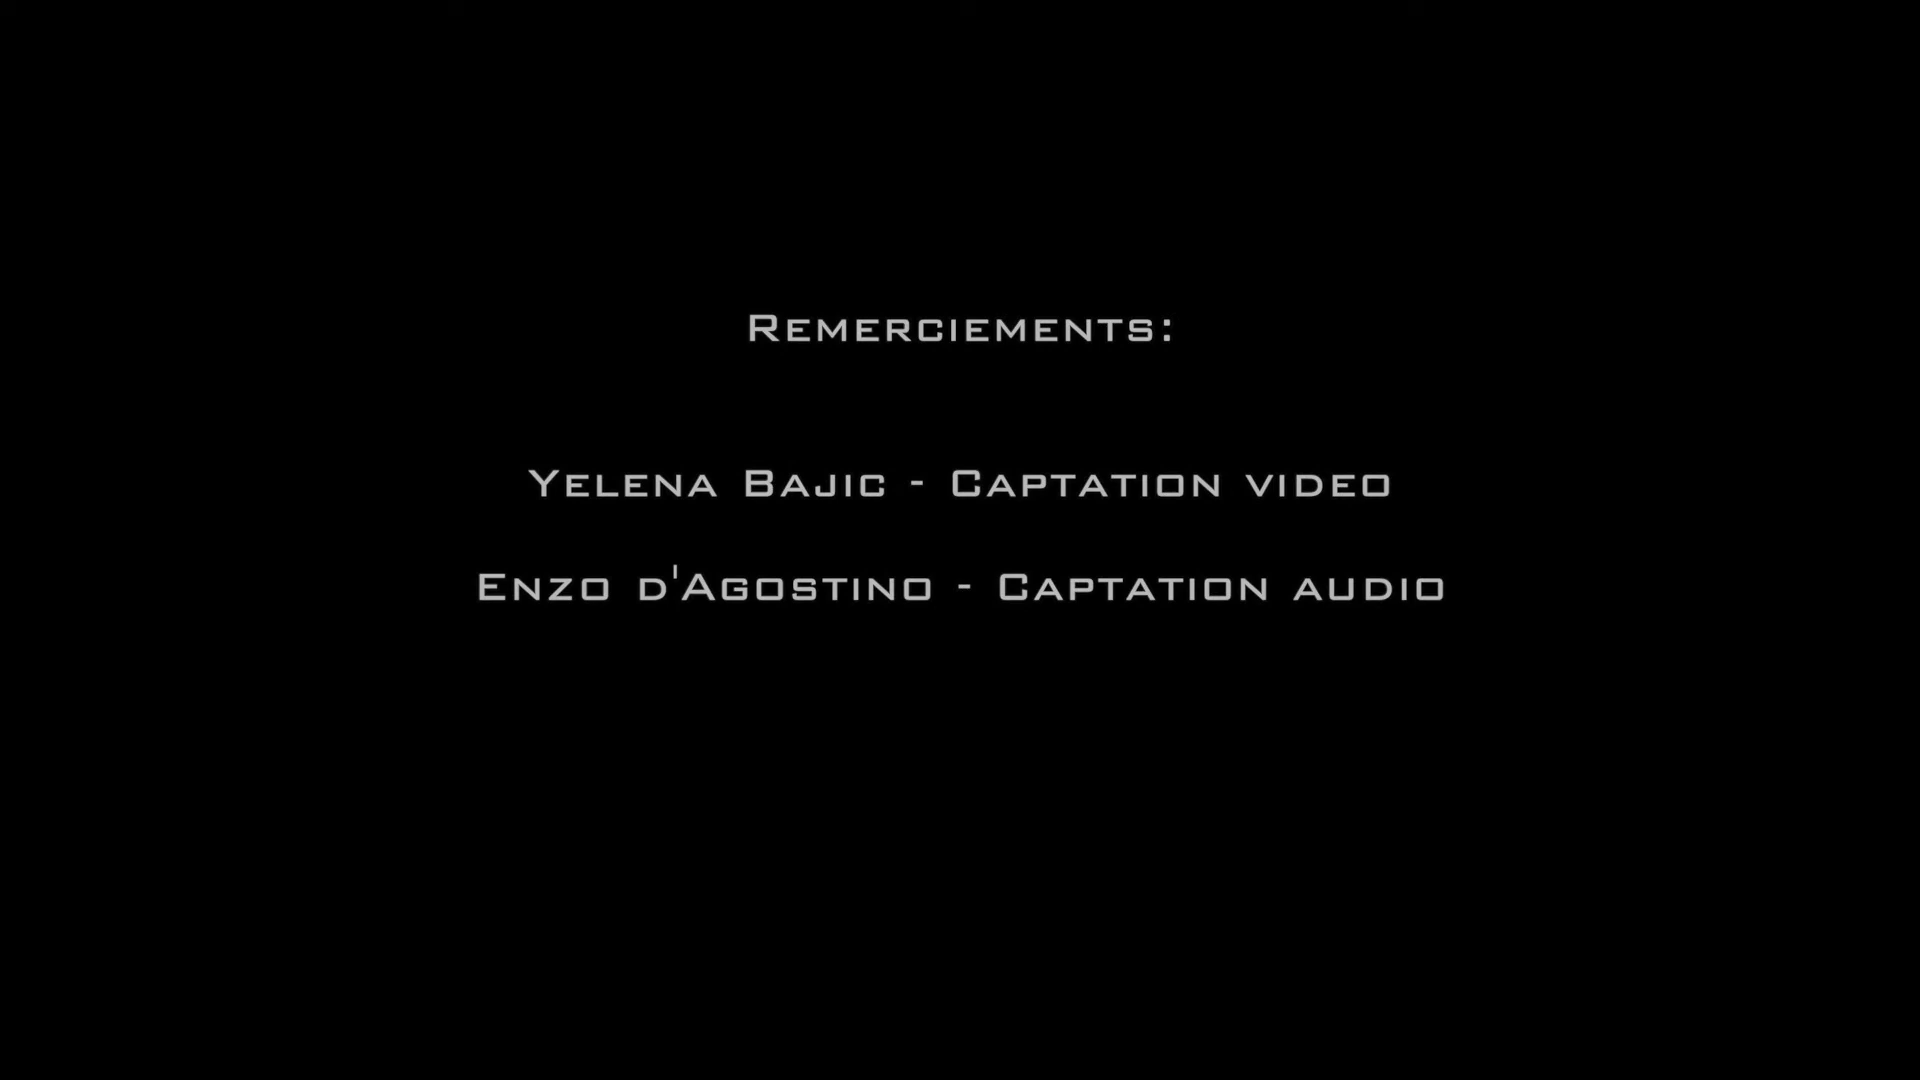 Remerciements:
Yelena Bajic - Captation video
Enzo d'Agostino - Captation audio